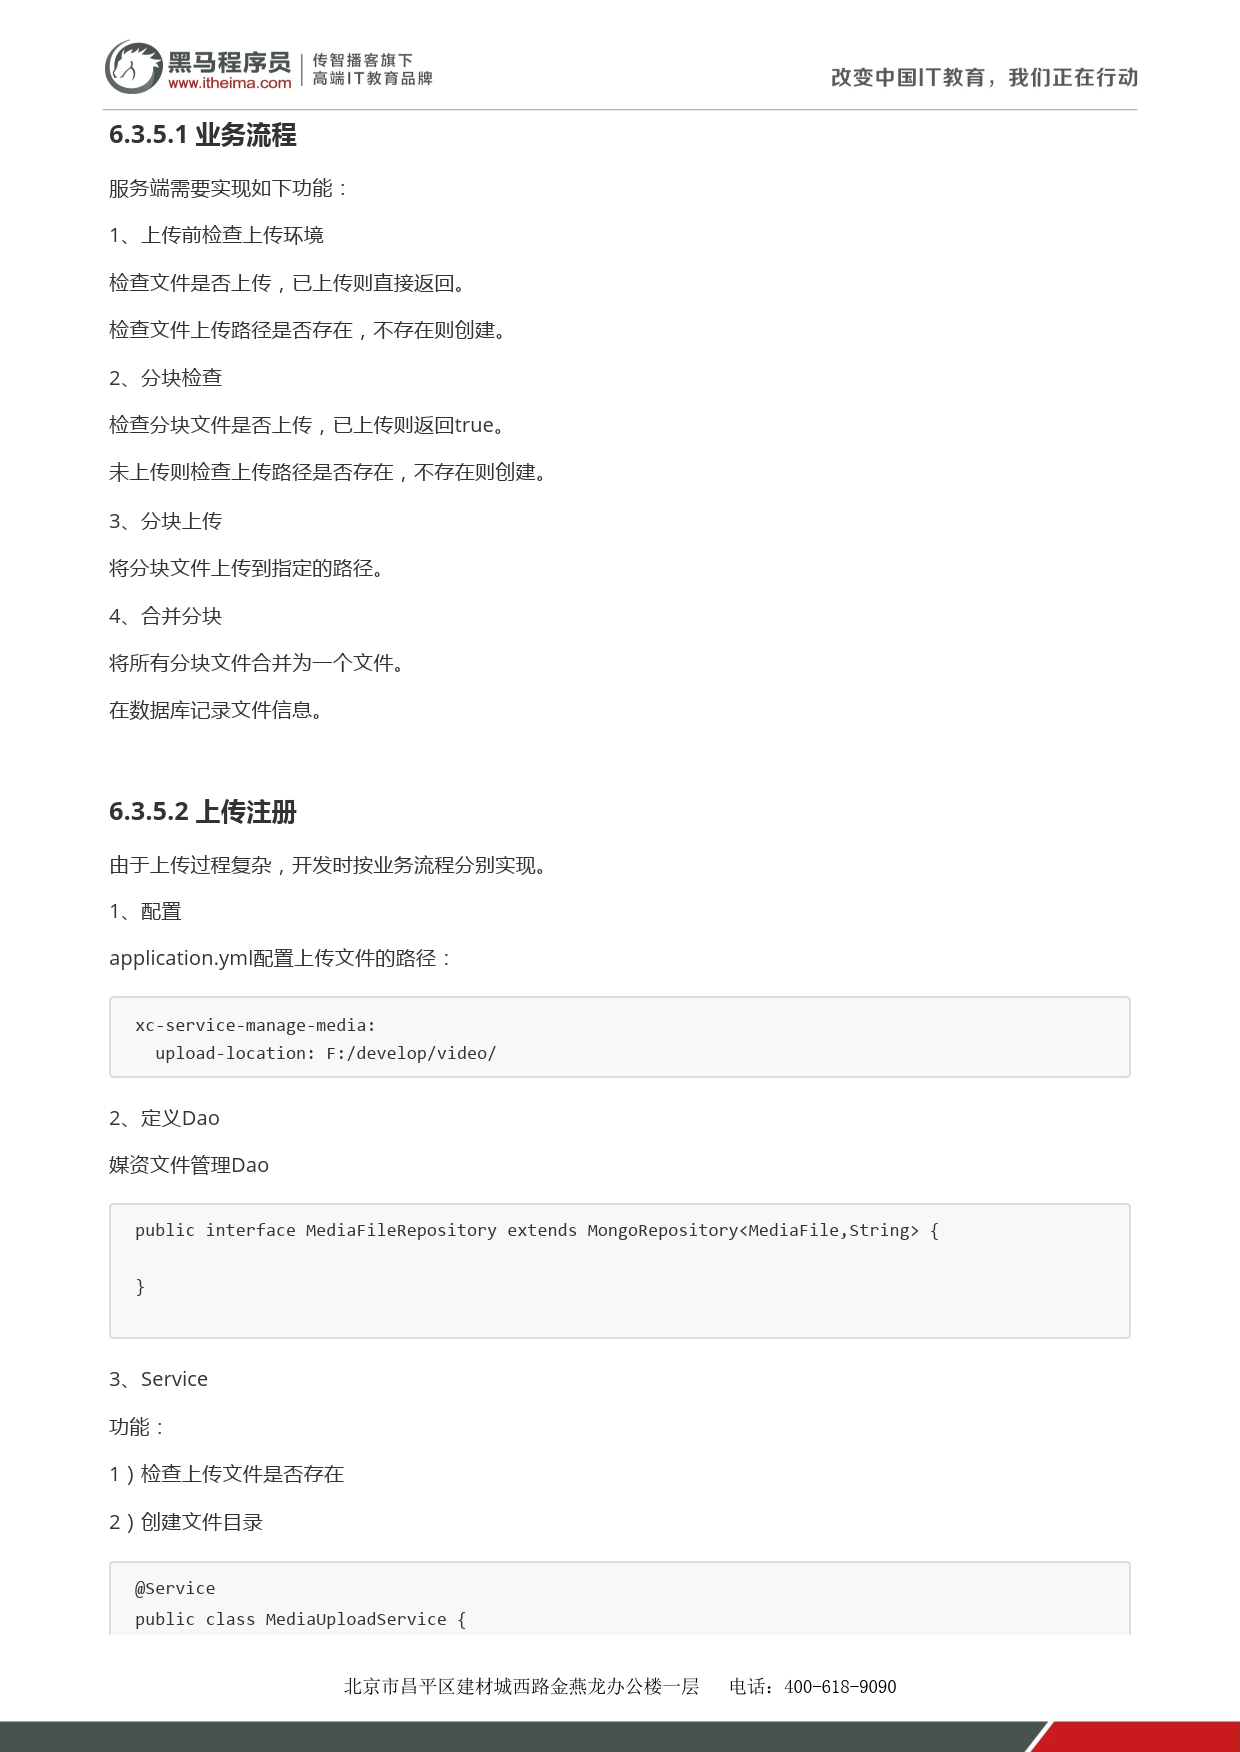 黑马程序员
www.itheima.com
传智播客旗下
高端IT教育品牌
改变中国IT教育，我们正在行动
6.3.5.1 业务流程
服务端需要实现如下功能：
1、上传前检查上传环境
检查文件是否上传，已上传则直接返回。
检查文件上传路径是否存在，不存在则创建。
2、分块检查
检查分块文件是否上传，已上传则返回true。
未上传则检查上传路径是否存在，不存在则创建。
3、分块上传
将分块文件上传到指定的路径。
4、合并分块
将所有分块文件合并为一个文件。
在数据库记录文件信息。
6.3.5.2 上传注册
由于上传过程复杂，开发时按业务流程分别实现。
1、配置
application.yml配置上传文件的路径：
xc-service-manage-media:
  upload-location: F:/develop/video/
2、定义Dao
媒资文件管理Dao
public interface MediaFileRepository extends MongoRepository<MediaFile,String> {
}
3、Service
功能：
1）检查上传文件是否存在
2）创建文件目录
@Service
public class MediaUploadService {
北京市昌平区建材城西路金燕龙办公楼一层 电话：400-618-9090